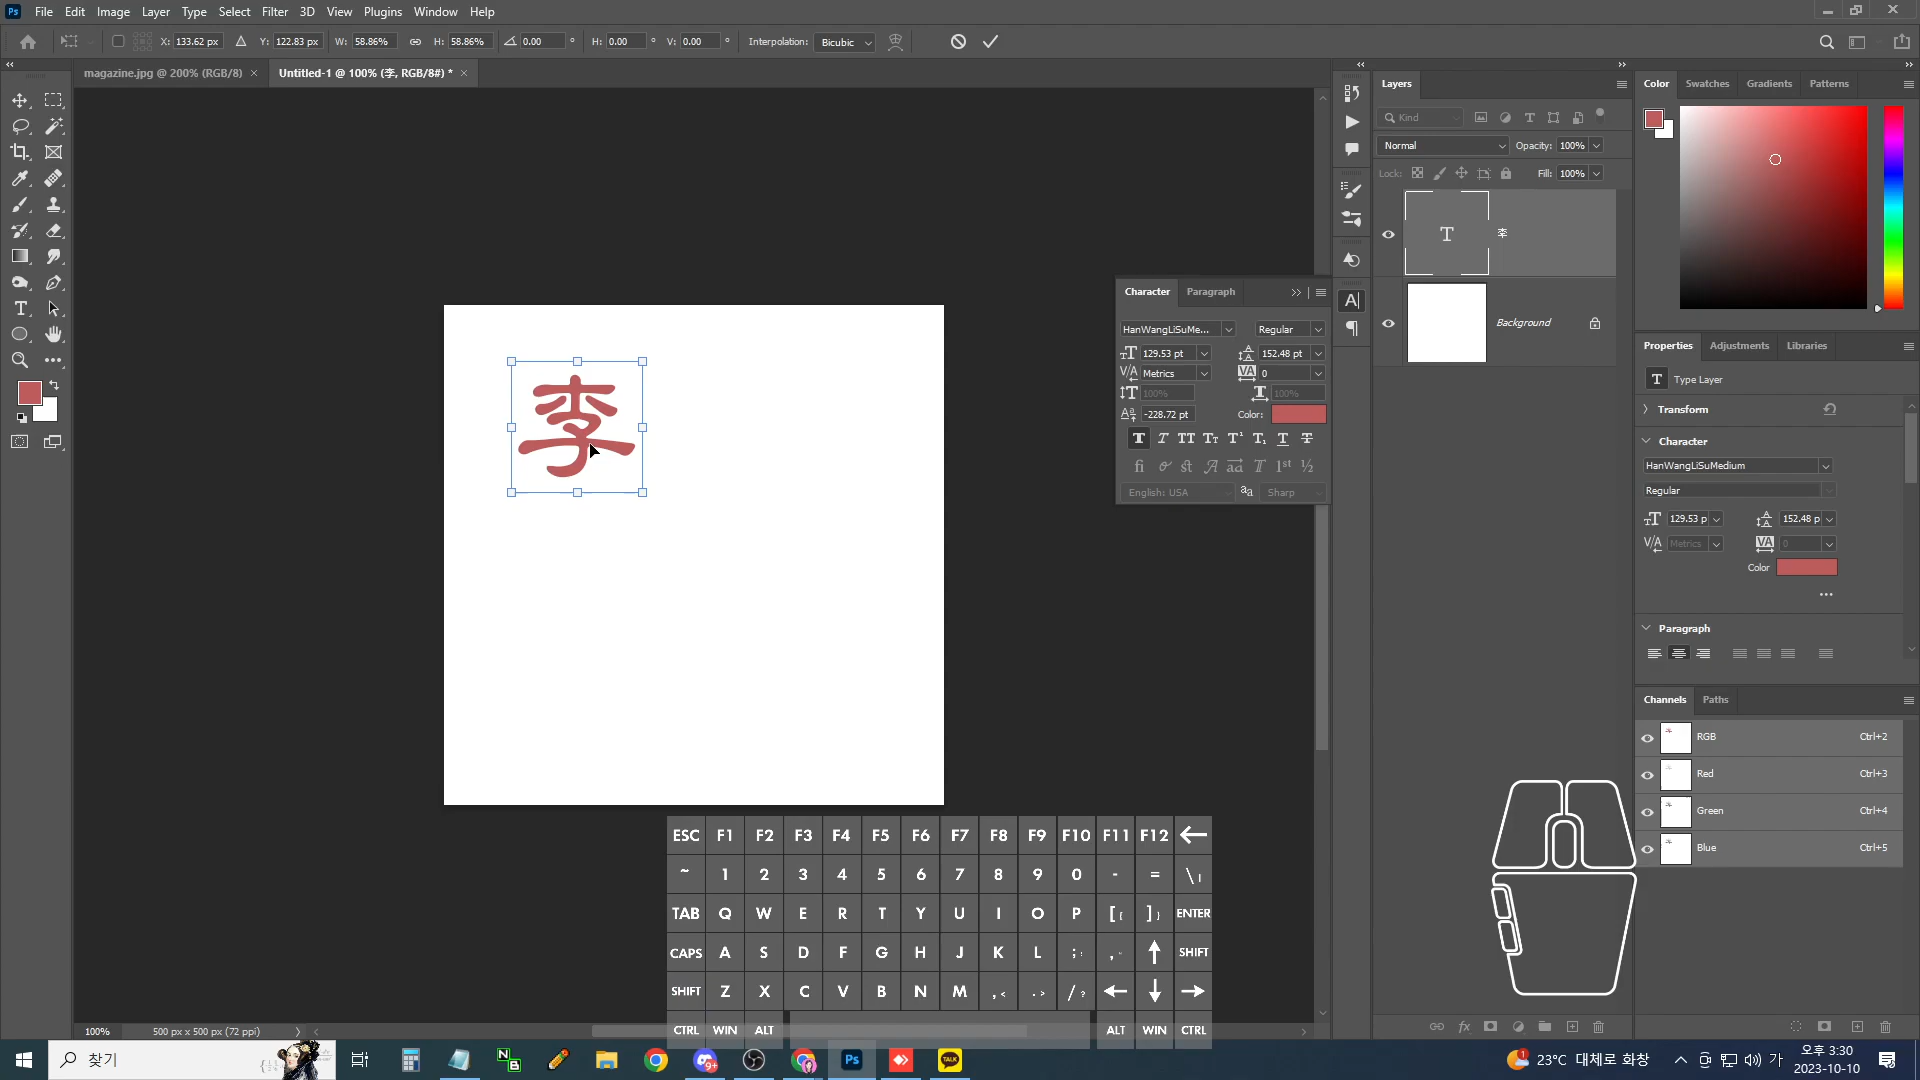 Ps File Edit Image Layer Type Select Filter 3D View Plugins Window Help
X: 133.62 px Y: 122.83 px W: 58.86% H: 58.86% 0.00 ° H: 0.00 ° V: 0.00 ° Interpolation: Bicubic
magazine.jpg @ 200% (RGB/8) × Untitled-1 @ 100% (李, RGB/8#) * ×
李
Character Paragraph
HanWangLiSuMe... Regular
129.53 pt 152.48 pt
Metrics 0
100% 100%
-228.72 pt Color:
English: USA Sharp
Layers
Kind
Normal Opacity: 100%
Lock: Fill: 100%
T 李
Background
Color Swatches Gradients Patterns
Properties Adjustments Libraries
T Type Layer
Transform
Character
HanWangLiSuMedium
Regular
129.53 p 152.48 p
Metrics 0
Color
Paragraph
Channels Paths
RGB Ctrl+2
Red Ctrl+3
Green Ctrl+4
Blue Ctrl+5
ESC F1 F2 F3 F4 F5 F6 F7 F8 F9 F10 F11 F12 ←
~ 1 2 3 4 5 6 7 8 9 0 - = \ |
TAB Q W E R T Y U I O P [ { ] } ENTER
CAPS A S D F G H J K L ; : , " ↑ SHIFT
SHIFT Z X C V B N M , < . > / ? ← ↓ →
CTRL WIN ALT ALT WIN CTRL
100% 500 px x 500 px (72 ppi)
찾기
9+
Ps
TALK
1 23°C 대체로 화창 가 오후 3:30
2023-10-10